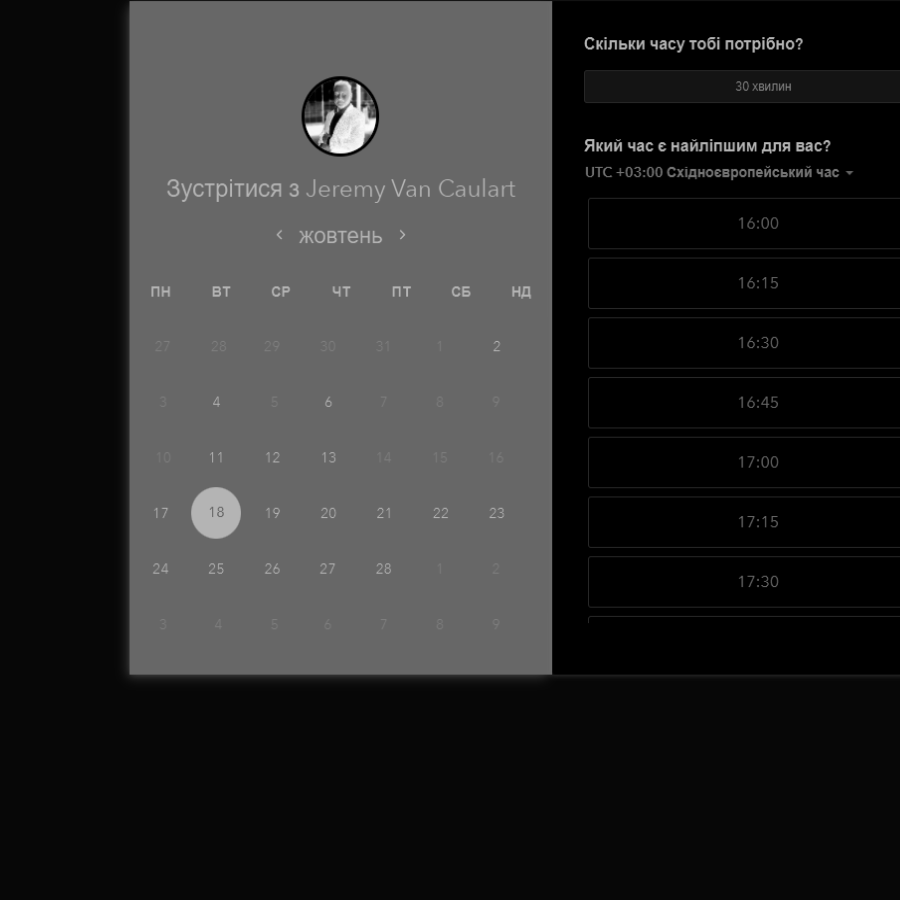 Зустрітися з Jeremy Van Caulart
жовтень
ПН ВТ СР ЧТ ПТ СБ НД
27 28 29 30 31 1 2
3 4 5 6 7 8 9
10 11 12 13 14 15 16
17 18 19 20 21 22 23
24 25 26 27 28 1 2
3 4 5 6 7 8 9
Скільки часу тобі потрібно?
30 хвилин
Який час є найліпшим для вас?
UTC +03:00 Східноєвропейський час
16:00
16:15
16:30
16:45
17:00
17:15
17:30